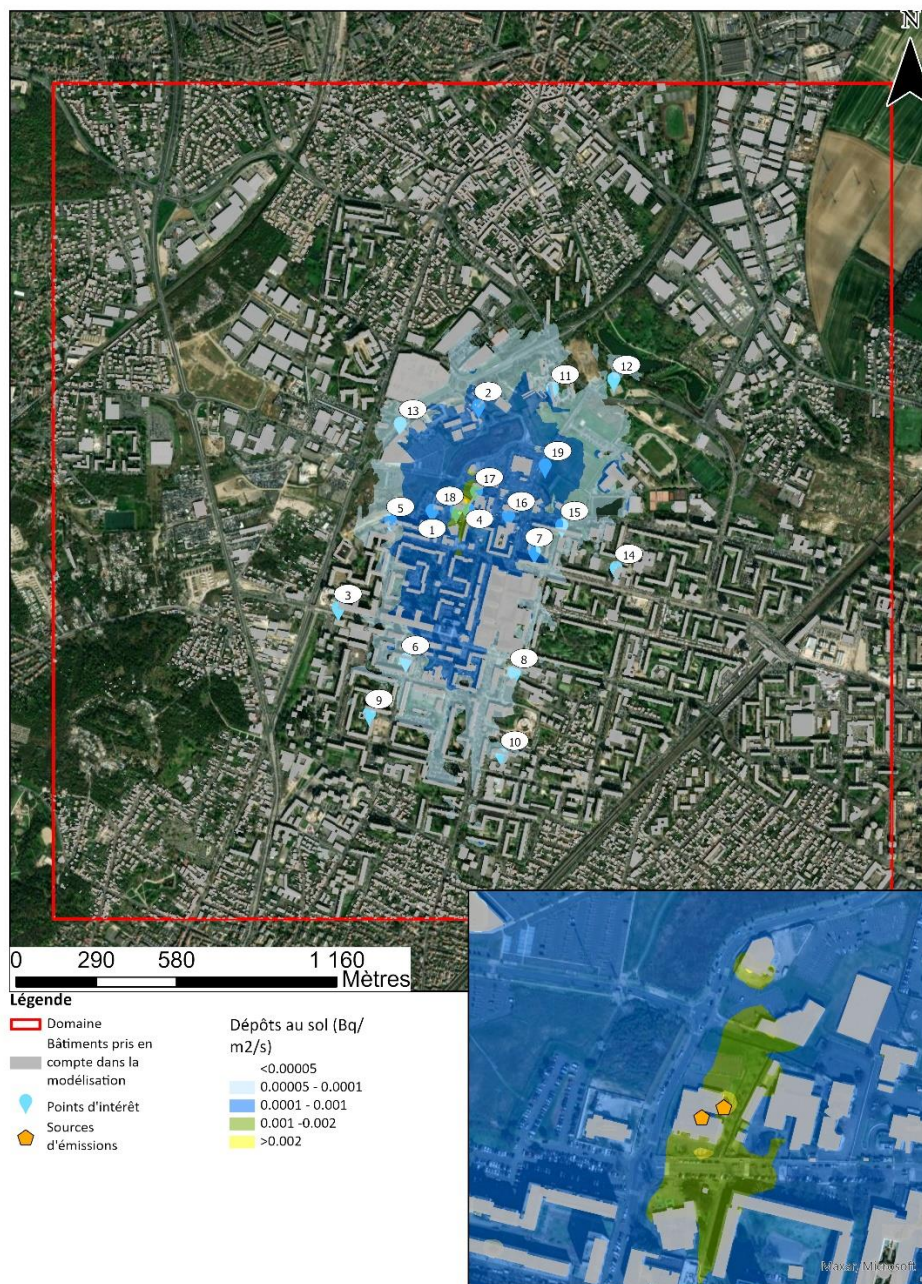 N
12
11
2
13
19
17
18
16
5
15
4
1
7
14
3
6
8
9
10
0 290 580 1 160
Mètres
Légende
Domaine
Bâtiments pris en
compte dans la
modélisation
Points d'intérêt
Sources
d'émissions
Dépôts au sol (Bq/
m2/s)
<0.00005
0.00005 - 0.0001
0.0001 - 0.001
0.001 -0.002
>0.002
Maxar, Microsoft